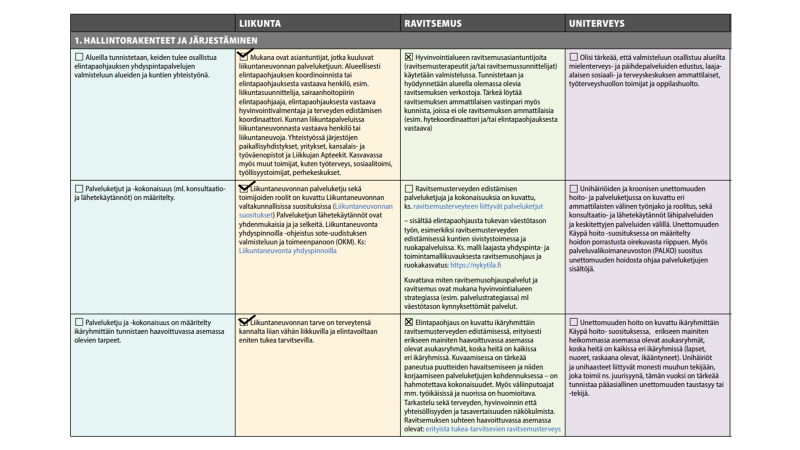 LIIKUNTA
RAVITSEMUS
UNITERVEYS
1. HALLINTORAKENTEET JA JÄRJESTÄMINEN
Alueilla tunnistetaan, keiden tulee osallistua
elintapaohjauksen yhdyspintapalvelujen
valmisteluun alueiden ja kuntien yhteistyönä.
Mukana ovat asiantuntijat, jotka kuuluvat
liikuntaneuvonnan palveluketjuun. Alueellisesti
elintapaohjauksen koordinoinnista tai
elintapaohjauksesta vastaava henkilö, esim.
liikuntasuunnittelija, sairaanhoitopiirin
elintapaohjaaja, elintapaohjauksesta vastaava
hyvinvointivalmentaja ja terveyden edistämisen
koordinaattori. Kunnan liikuntapalveluissa
liikuntaneuvonnasta vastaava henkilö tai
liikuntaneuvoja. Yhteistyössä järjestöjen
paikallisyhdistykset, yritykset, kansalais- ja
työväenopistot ja Liikkujan Apteekit. Kasvavassa
myös muut toimijat, kuten työterveys, sosiaalitoimi,
työllisyystoimijat, perhekeskukset.
Hyvinvointialueen ravitsemusasiantuntijoita
(ravitsemusterapeutit ja/tai ravitsemussunnittelijat)
käytetään valmistelussa. Tunnistetaan ja
hyödynnetään alueella olemassa olevia
ravitsemuksen verkostoja. Tärkeä löytää
ravitsemuksen ammattilaisten vastinpari myös
kunnista, joissa ei ole ravitsemuksen ammattilaisia
(esim. hytekoordinaattori ja/tai elintapaohjauksesta
vastaava)
Olisi tärkeää, että valmisteluun osallistuu alueilta
mielenterveys- ja päihdepalveluiden edustus, laaja-
alaisen sosiaali- ja terveyskeskuksen ammattilaiset,
työterveyshuollon toimijat ja oppilashuolto.
Palveluketjut ja -kokonaisuus (ml. konsultaatio-
ja lähetekäytännöt) on määritelty.
Liikuntaneuvonnan palveluketju sekä
toimijoiden roolit on kuvattu Liikuntaneuvonnan
valtakunnallisissa suosituksissa (Liikuntaneuvonnan
suositukset) Palveluketjun lähetekäytännöt ovat
yhdenmukaisia ja ja selkeitä. Liikuntaneuvonta
yhdyspinnoilla -ohjeistus sote-uudistuksen
valmisteluun ja toimeenpanoon (OKM). Ks:
Liikuntaneuvonta yhdyspinnoilla
Ravitsemusterveyden edistämisen
palveluketjuja ja kokonaisuuksia on kuvattu,
ks. ravitsemusterveyteen liittyvät palveluketjut
– sisältää elintapaohjausta tukevan väestötason
työn, esimerkiksi ravitsemusterveyden
edistämisessä kuntien sivistystoimessa ja
ruokapalveluissa. Ks. malli laajasta yhdyspinta- ja
toimintamallikuvauksesta ravitsemusohjaus ja
ruokakasvatus: https://nykytila.fi
Kuvattava miten ravitsemusohjauspalvelut ja
ravitsemus ovat mukana hyvinvointialueen
strategiassa (esim. palvelustrategiassa) ml
väestötason kynnyksettömät palvelut.
Unihäiriöiden ja kroonisen unettomuuden
hoito- ja palveluketjussa on kuvattu eri
ammattilaisten välinen työnjako ja roolitus, sekä
konsultaatio- ja lähetekäytännöt lähipalveluiden
ja keskitettyjen palveluiden välillä. Unettomuuden
Käypä hoito -suosituksessa on määritelty
hoidon porrastusta oirekuvasta riippuen. Myös
palveluvalikoimaneuvoston (PALKO) suositus
unettomuuden hoidosta ohjaa palveluketjujen
sisältöjä.
Palveluketju ja -kokonaisuus on määritelty
ikäryhmittäin tunnistaen haavoittuvassa asemassa
olevien tarpeet.
Liikuntaneuvonnan tarve on terveytensä
kannalta liian vähän liikkuvilla ja elintavoiltaan
eniten tukea tarvitsevilla.
Elintapaohjaus on kuvattu ikäryhmittäin
ravitsemusterveyden edistämisessä, erityisesti
erikseen mainiten haavoittuvassa asemassa
olevat asukasryhmät, koska heitä on kaikissa
eri ikäryhmissä. Kuvaamisessa on tärkeää
paneutua puutteiden havaitsemiseen ja niiden
korjaamiseen palveluketjujen kohdennuksessa – on
hahmotettava kokonaisuudet. Myös väliinputoajat
mm. työikäisissä ja nuorissa on huomioitava.
Tarkastelu sekä terveyden, hyvinvoinnin että
yhteisöllisyyden ja tasavertaisuuden näkökulmista.
Ravitsemuksen suhteen haavoittuvassa asemassa
olevat: erityista tukea-tarvitsevien ravitsemusterveys
Unettomuuden hoito on kuvattu ikäryhmittäin
Käypä hoito- suosituksessa, erikseen mainiten
heikommassa asemassa olevat asukasryhmät,
koska heitä on kaikissa eri ikäryhmissä (lapset,
nuoret, raskaana olevat, ikääntyneet). Unihäiriöt
ja unihaasteet liittyvät monesti muuhun tekijään,
joka toimii ns. juurisyynä, tämän vuoksi on tärkeää
tunnistaa pääasiallinen unettomuuden taustasyy tai
-tekijä.